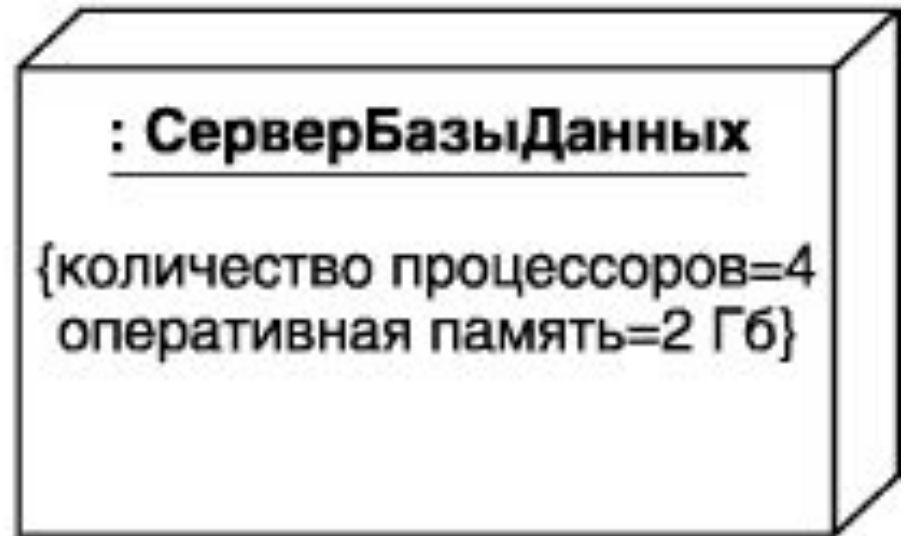 : СерверБазыДанных
{количество процессоров=4
оперативная память=2 Гб}